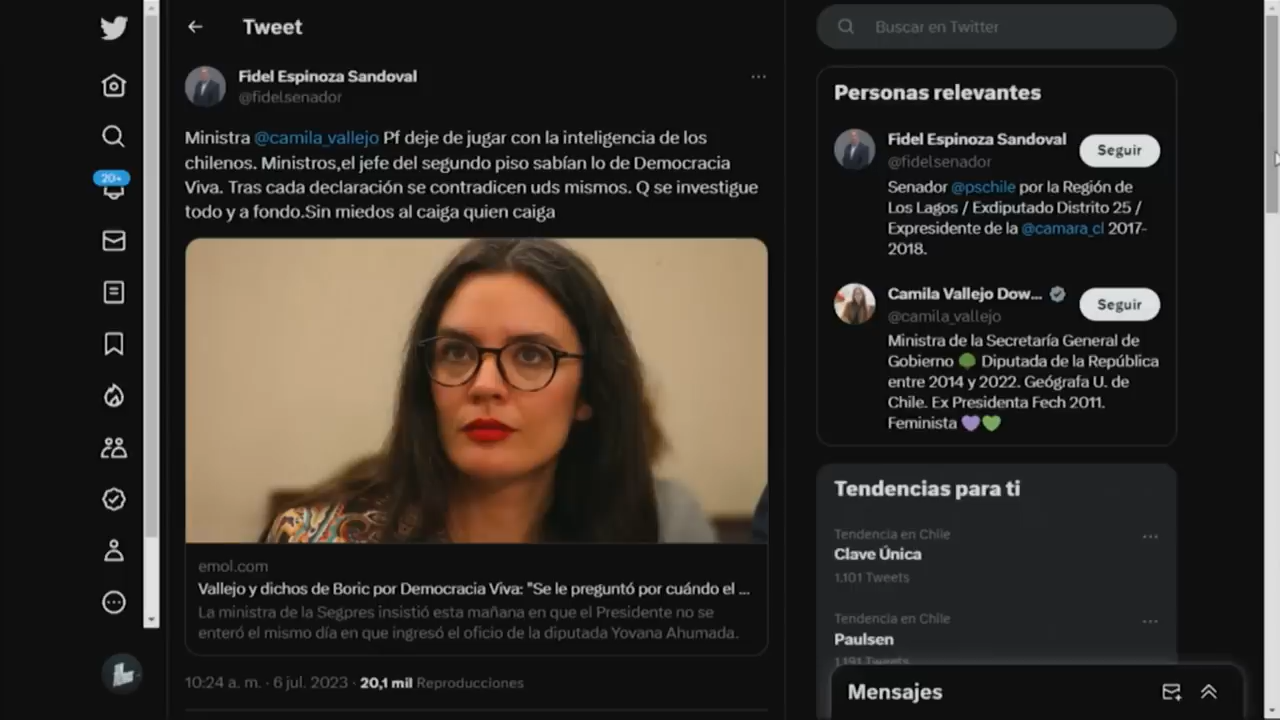 Tweet
Buscar en Twitter
Fidel Espinoza Sandoval
@fidelsenador
Ministra @camila_vallejo Pf deje de jugar con la inteligencia de los
chilenos. Ministros,el jefe del segundo piso sabían lo de Democracia
Viva. Tras cada declaración se contradicen uds mismos. Q se investigue
todo y a fondo.Sin miedos al caiga quien caiga
emol.com
Vallejo y dichos de Boric por Democracia Viva: "Se le preguntó por cuándo el ...
La ministra de la Segpres insistió esta mañana en que el Presidente no se
enteró el mismo día en que ingresó el oficio de la diputada Yovana Ahumada.
10:24 a. m. · 6 jul. 2023 · 20,1 mil Reproducciones
20+
Personas relevantes
Fidel Espinoza Sandoval
@fidelsenador
Seguir
Senador @pschile por la Región de
Los Lagos / Exdiputado Distrito 25 /
Expresidente de la @camara_cl 2017-
2018.
Camila Vallejo Dow...
@camila_vallejo
Seguir
Ministra de la Secretaría General de
Gobierno 🌳 Diputada de la República
entre 2014 y 2022. Geógrafa U. de
Chile. Ex Presidenta Fech 2011.
Feminista 💜💚
Tendencias para ti
Tendencia en Chile
Clave Única
1.101 Tweets
Tendencia en Chile
Paulsen
1.191 Tweets
Mensajes